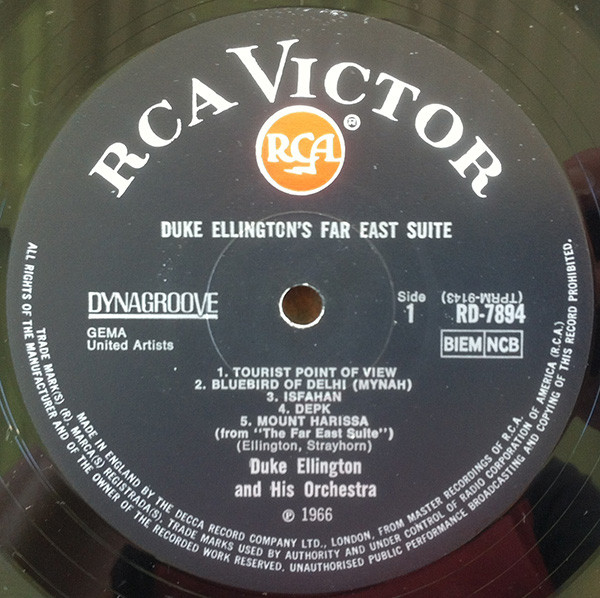 RCA VICTOR
RCA
®
DUKE ELLINGTON'S FAR EAST SUITE
DYNAGROOVE
GEMA
United Artists
Side
1
(TPRM-9143)
RD-7894
BIEM NCB
1. TOURIST POINT OF VIEW
2. BLUEBIRD OF DELHI (MYNAH)
3. ISFAHAN
4. DEPK
5. MOUNT HARISSA
(from "The Far East Suite")
(Ellington, Strayhorn)
Duke Ellington
and His Orchestra
℗ 1966
ALL RIGHTS OF THE MANUFACTURER AND OF THE OWNER OF THE RECORDED WORK RESERVED. UNAUTHORISED PUBLIC PERFORMANCE BROADCASTING AND COPYING OF THIS RECORD PROHIBITED.
TRADE MARK(S) (R). MARCA(S) REGISTRADA(S). TRADE MARKS USED BY AUTHORITY AND UNDER CONTROL OF RADIO CORPORATION OF AMERICA (R.C.A.)
MADE IN ENGLAND BY THE DECCA RECORD COMPANY LTD., LONDON, FROM MASTER RECORDINGS OF R.C.A.